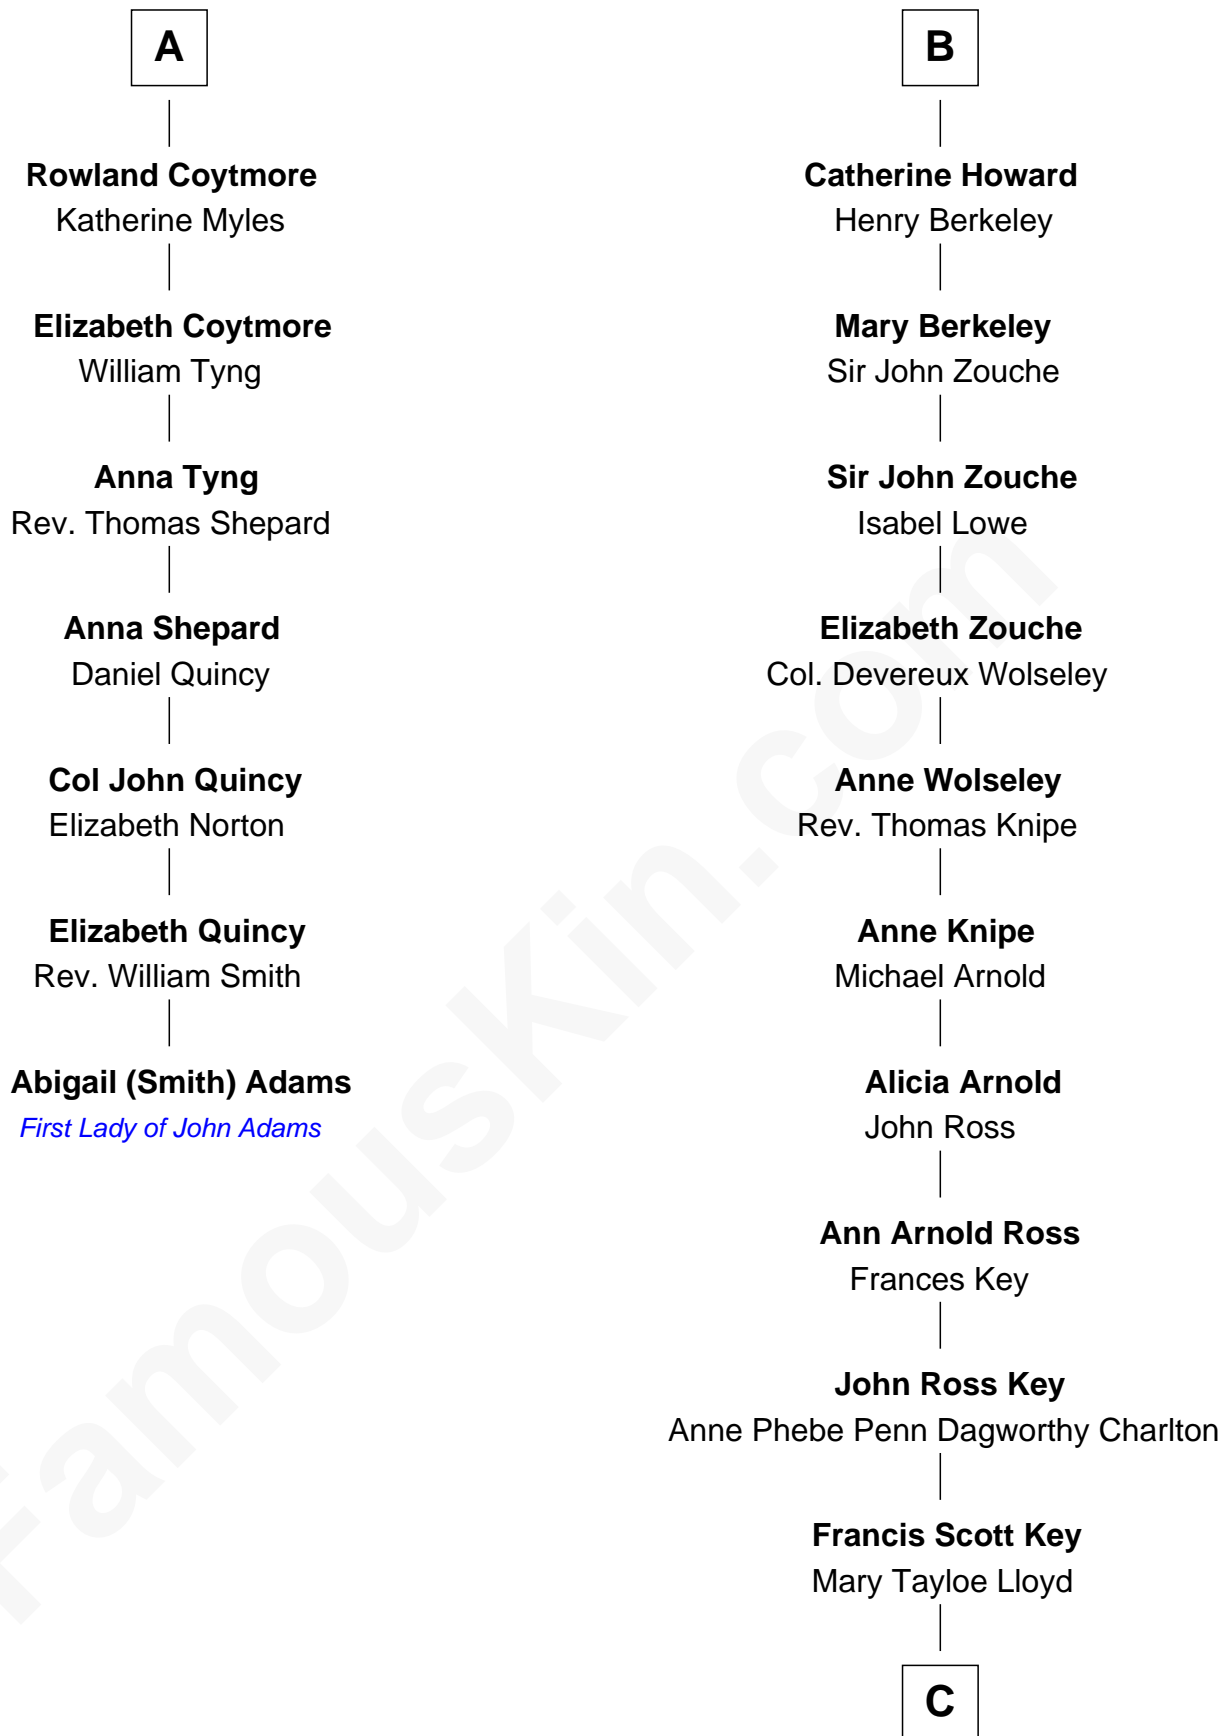 A
Rowland Coytmore
Katherine Myles
Elizabeth Coytmore
William Tyng
Anna Tyng
Rev. Thomas Shepard
Anna Shepard
Daniel Quincy
Col John Quincy
Elizabeth Norton
Elizabeth Quincy
Rev. William Smith
Abigail (Smith) Adams
First Lady of John Adams
B
Catherine Howard
Henry Berkeley
Mary Berkeley
Sir John Zouche
Sir John Zouche
Isabel Lowe
Elizabeth Zouche
Col. Devereux Wolseley
Anne Wolseley
Rev. Thomas Knipe
Anne Knipe
Michael Arnold
Alicia Arnold
John Ross
Ann Arnold Ross
Frances Key
John Ross Key
Anne Phebe Penn Dagworthy Charlton
Francis Scott Key
Mary Tayloe Lloyd
C
FamousKin.com